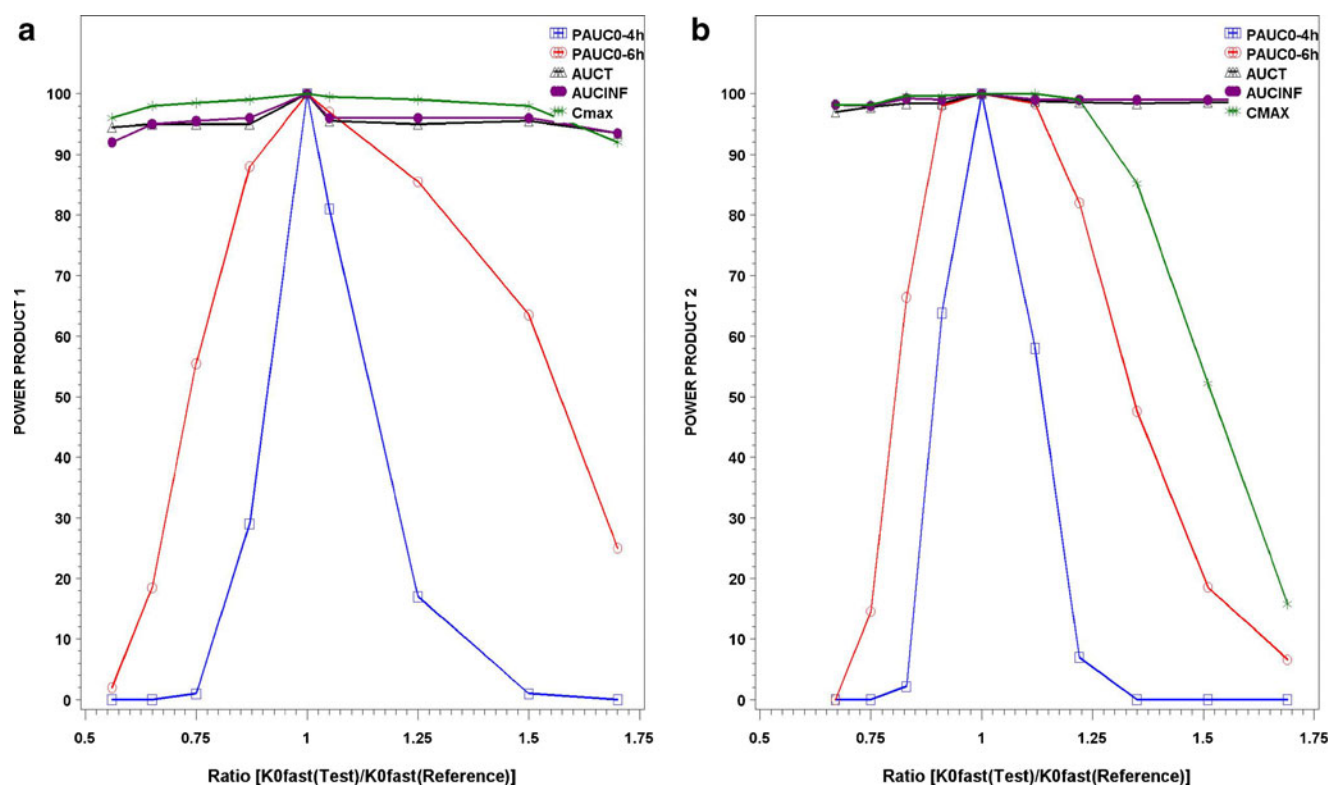 a
PAUC0-4h
PAUC0-6h
AUCT
AUCINF
Cmax
100
90
80
70
60
50
40
30
20
10
0
POWER PRODUCT 1
0.5
0.75
1
1.25
1.5
1.75
Ratio [K0fast(Test)/K0fast(Reference)]
b
PAUC0-4h
PAUC0-6h
AUCT
AUCINF
CMAX
100
90
80
70
60
50
40
30
20
10
0
POWER PRODUCT 2
0.5
0.75
1
1.25
1.5
1.75
Ratio [K0fast(Test)/K0fast(Reference)]